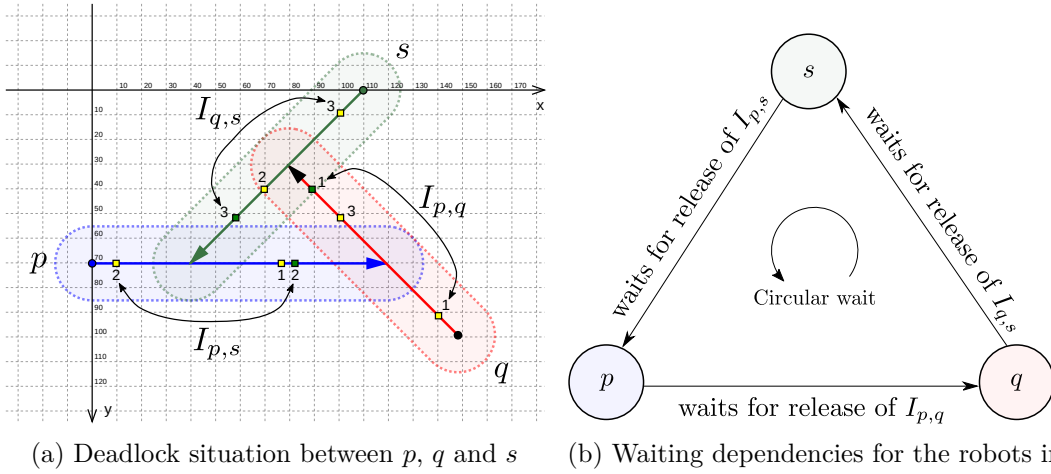 s
10 20 30 40 50 60 70 80 90 100 110 120 130 140 150 160 170
x
10
20
30
40
50
60
70
80
90
100
110
120
y
I_{q,s}
3
2
3
1
3
I_{p,q}
p
2
1
2
1
I_{p,s}
q
(a) Deadlock situation between p, q and s
s
waits for release of I_{p,s}
waits for release of I_{q,s}
Circular wait
p
q
waits for release of I_{p,q}
(b) Waiting dependencies for the robots in